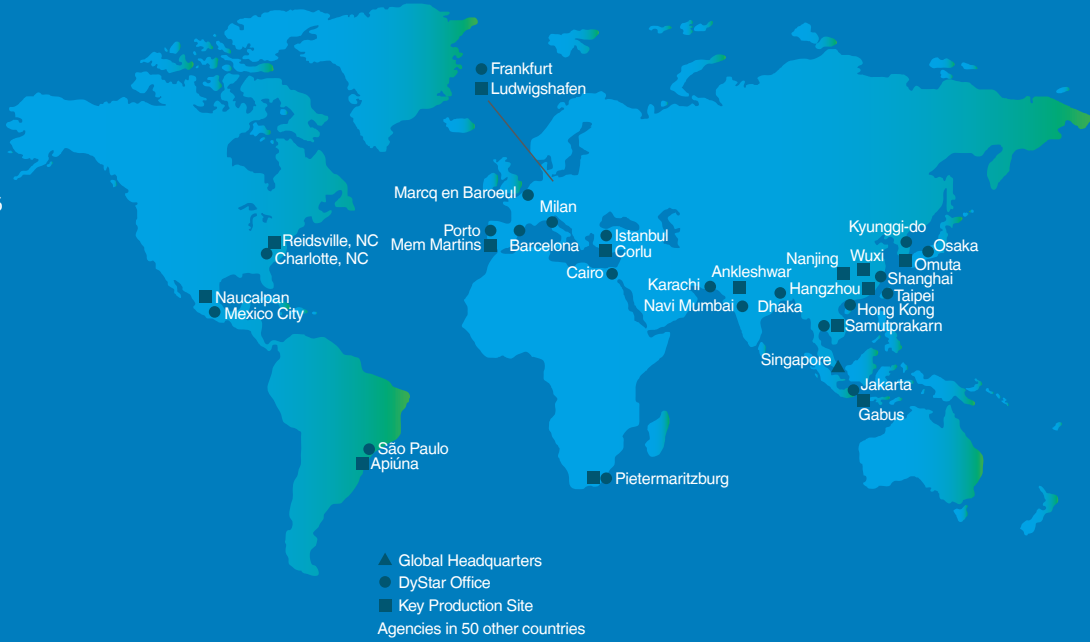 Frankfurt
Ludwigshafen
Marcq en Baroeul
Milan
Porto
Mem Martins
Barcelona
Istanbul
Corlu
Cairo
Reidsville, NC
Charlotte, NC
Naucalpan
Mexico City
Karachi
Ankleshwar
Navi Mumbai
Dhaka
Kyunggi-do
Osaka
Nanjing
Wuxi
Omuta
Shanghai
Hangzhou
Taipei
Hong Kong
Samutprakarn
Singapore
Jakarta
Gabus
São Paulo
Apiúna
Pietermaritzburg
Global Headquarters
DyStar Office
Key Production Site
Agencies in 50 other countries